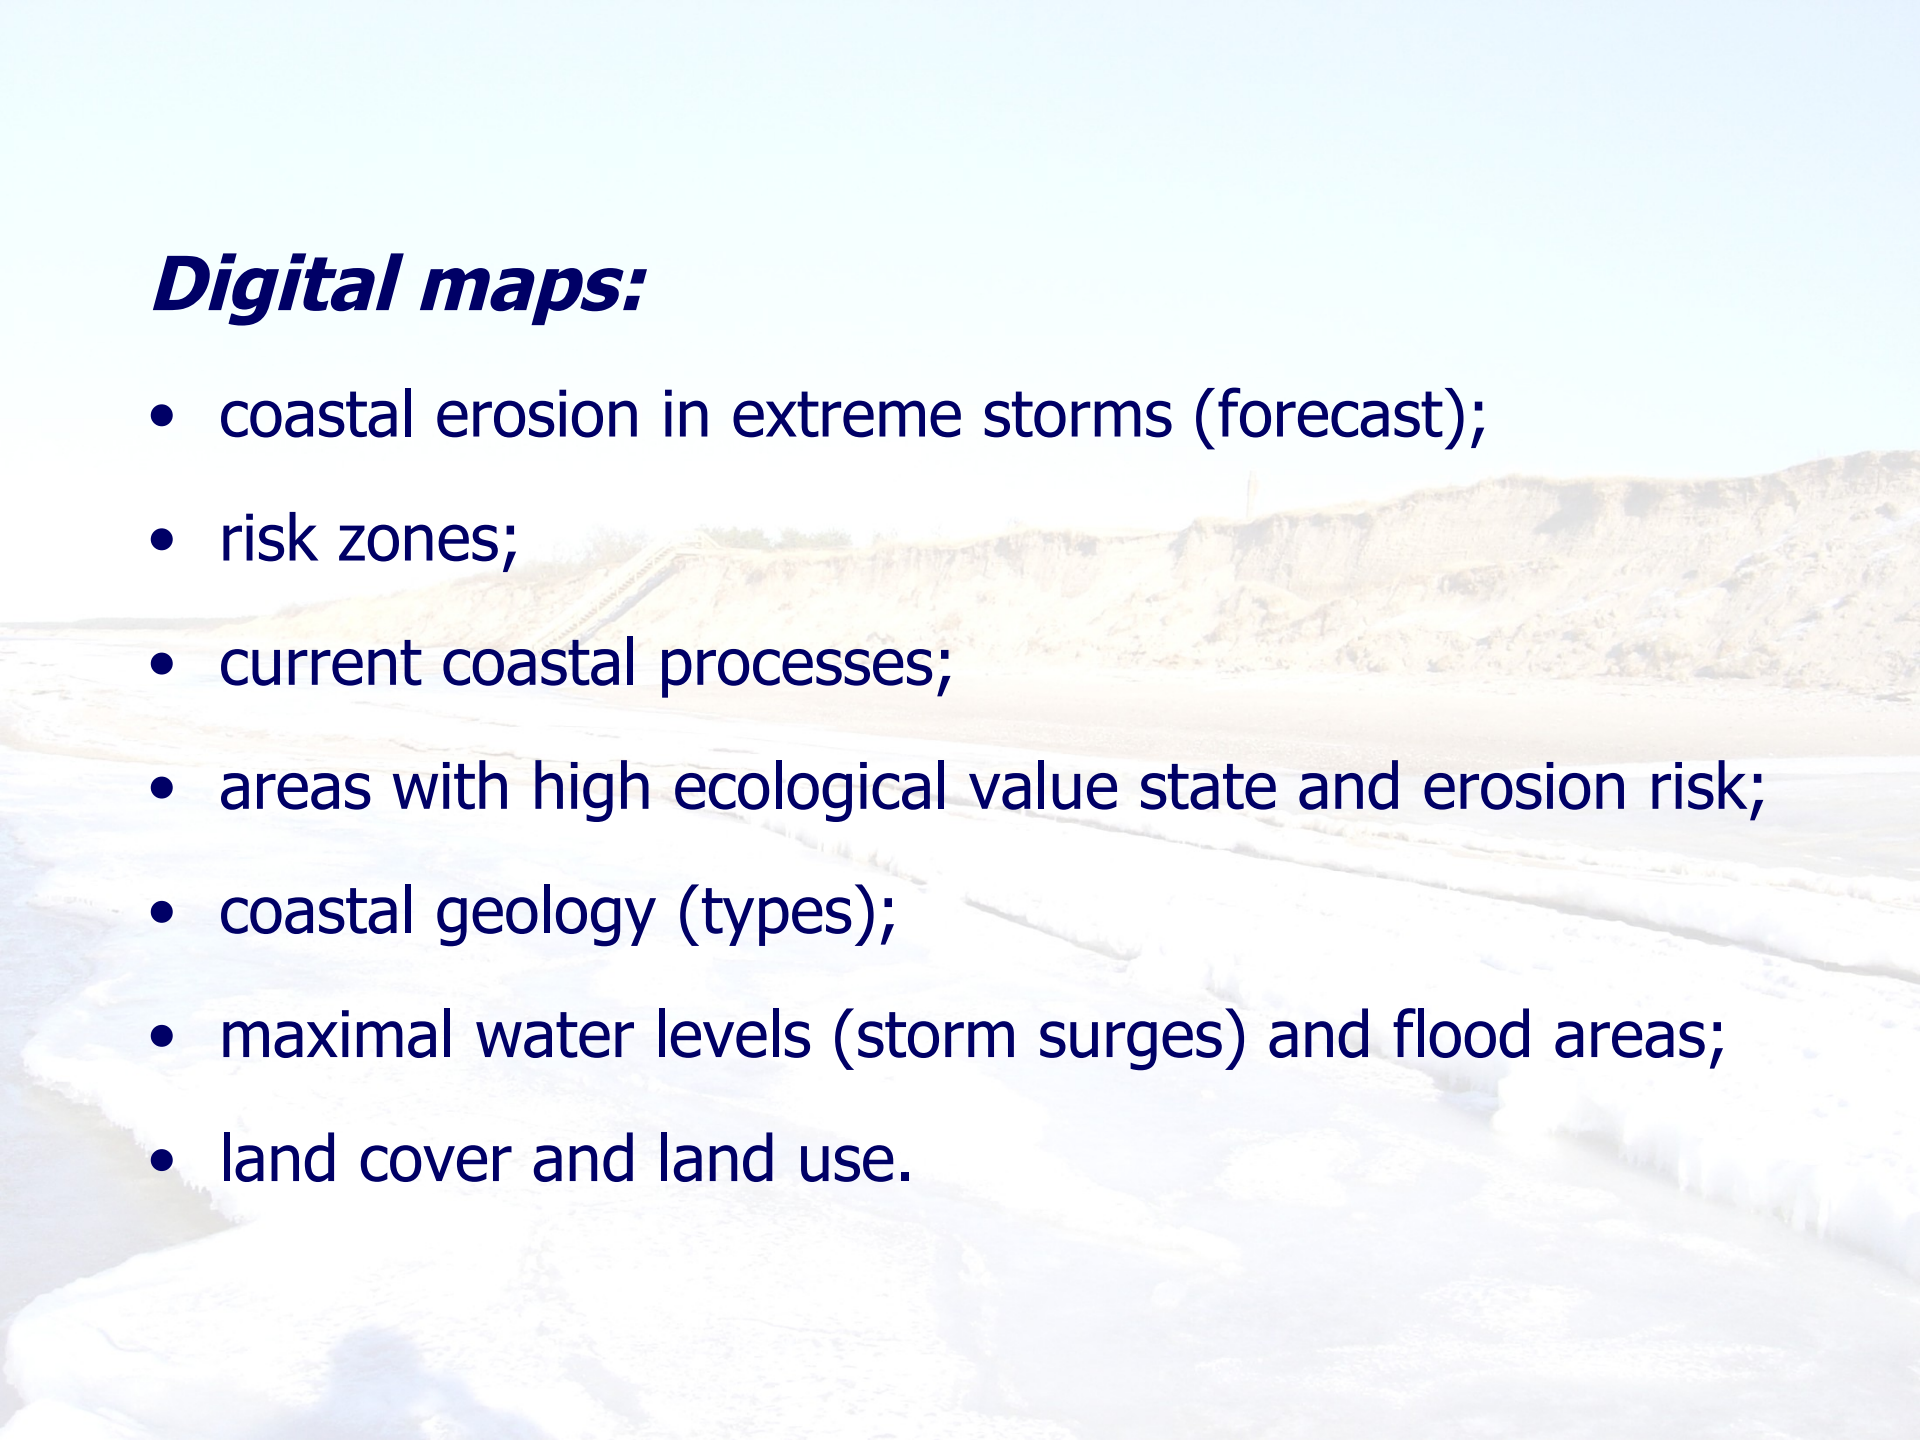 Digital maps:
• coastal erosion in extreme storms (forecast);
• risk zones;
• current coastal processes;
• areas with high ecological value state and erosion risk;
• coastal geology (types);
• maximal water levels (storm surges) and flood areas;
• land cover and land use.